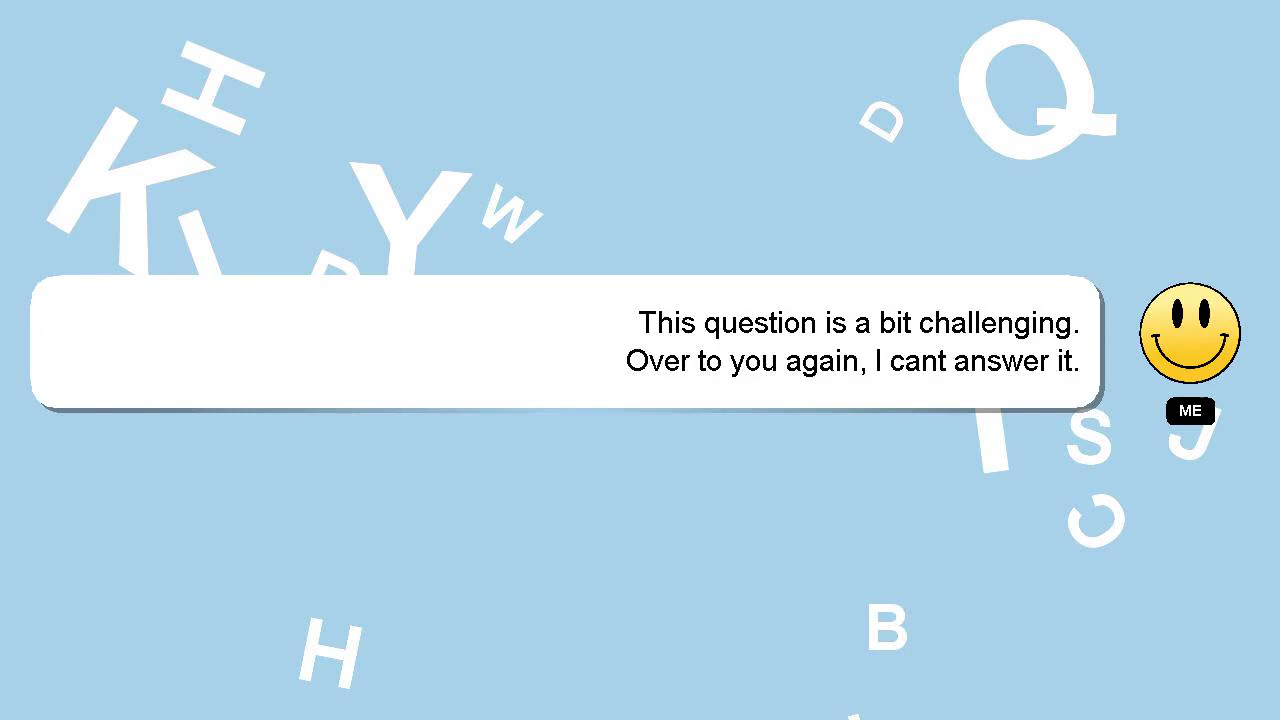 H
K
I
D
Y
W
D
Q
This question is a bit challenging.
Over to you again, I cant answer it.
ME
I
S
J
C
H
B